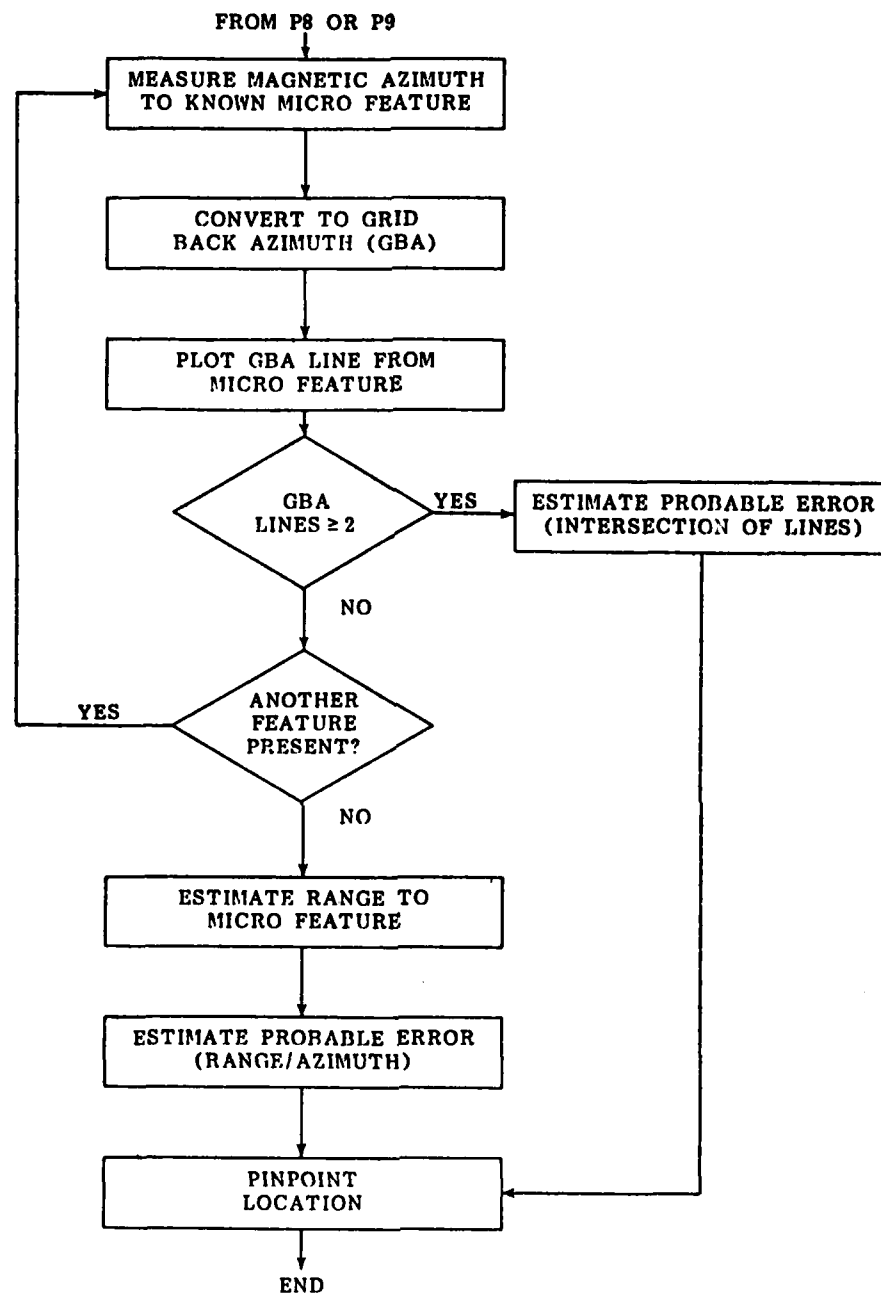 FROM P8 OR P9
MEASURE MAGNETIC AZIMUTH
TO KNOWN MICRO FEATURE
CONVERT TO GRID
BACK AZIMUTH (GBA)
PLOT GBA LINE FROM
MICRO FEATURE
GBA
LINES ≥ 2
YES
ESTIMATE PROBABLE ERROR
(INTERSECTION OF LINES)
NO
ANOTHER
FEATURE
PRESENT?
YES
NO
ESTIMATE RANGE TO
MICRO FEATURE
ESTIMATE PROBABLE ERROR
(RANGE/AZIMUTH)
PINPOINT
LOCATION
END